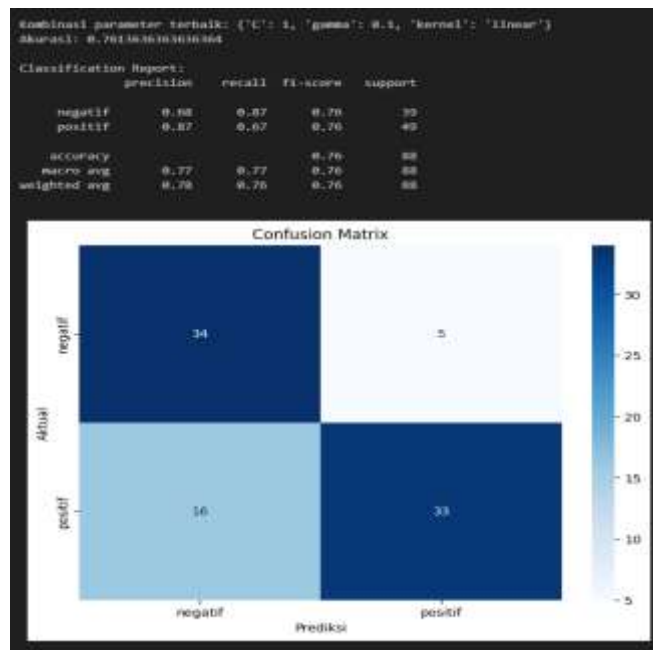 Kombinasi parameter terbaik: {'C': 1, 'gamma': 0.1, 'kernel': 'linear'}
Akurasi: 0.7613636363636364
Classification Report:
precision recall f1-score support
negatif 0.68 0.87 0.76 39
positif 0.87 0.67 0.76 49
accuracy 0.76 88
macro avg 0.77 0.77 0.76 88
weighted avg 0.78 0.76 0.76 88
Confusion Matrix
negatif
34
5
30
25
20
Aktual
positif
16
33
15
10
5
negatif
positif
Prediksi